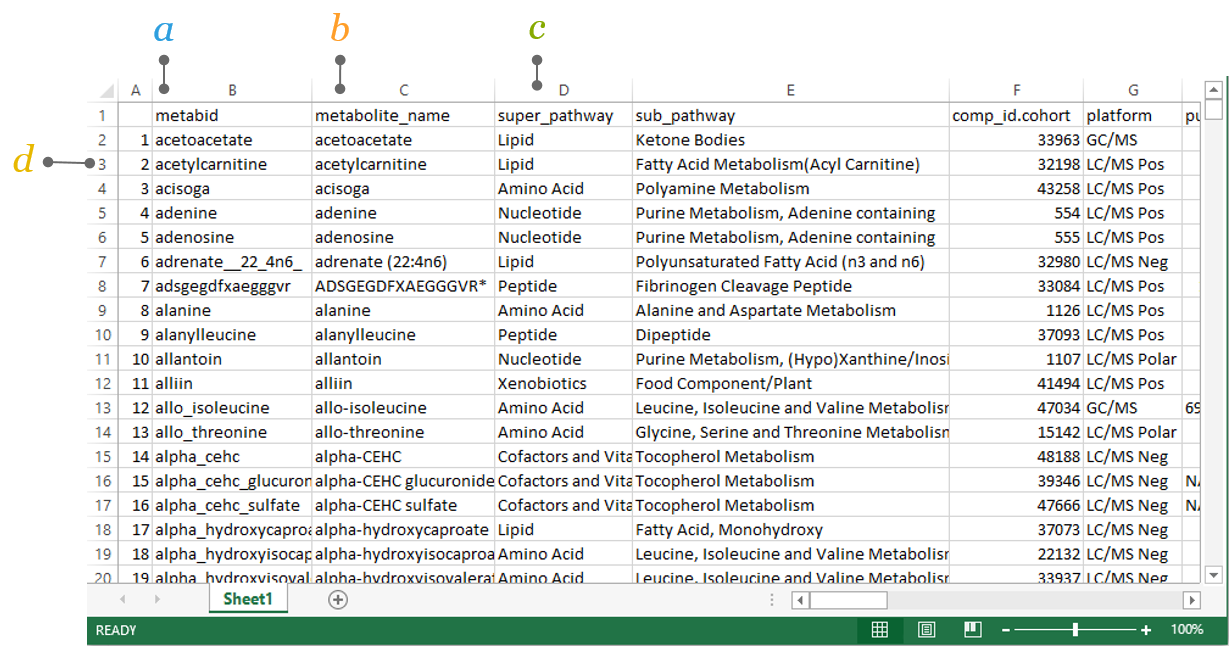 a b c
A B C D E F G
1 metabid metabolite_name super_pathway sub_pathway comp_id.cohort platform pu
2 1 acetoacetate acetoacetate Lipid Ketone Bodies 33963 GC/MS
d 3 2 acetylcarnitine acetylcarnitine Lipid Fatty Acid Metabolism(Acyl Carnitine) 32198 LC/MS Pos
4 3 acisoga acisoga Amino Acid Polyamine Metabolism 43258 LC/MS Pos
5 4 adenine adenine Nucleotide Purine Metabolism, Adenine containing 554 LC/MS Pos
6 5 adenosine adenosine Nucleotide Purine Metabolism, Adenine containing 555 LC/MS Pos
7 6 adrenate__22_4n6_ adrenate (22:4n6) Lipid Polyunsaturated Fatty Acid (n3 and n6) 32980 LC/MS Neg
8 7 adsgegdfxaegggvr ADSGEGDFXAEGGGVR* Peptide Fibrinogen Cleavage Peptide 33084 LC/MS Pos
9 8 alanine alanine Amino Acid Alanine and Aspartate Metabolism 1126 LC/MS Pos
10 9 alanylleucine alanylleucine Peptide Dipeptide 37093 LC/MS Pos
11 10 allantoin allantoin Nucleotide Purine Metabolism, (Hypo)Xanthine/Inosi 1107 LC/MS Polar
12 11 alliin alliin Xenobiotics Food Component/Plant 41494 LC/MS Pos
13 12 allo_isoleucine allo-isoleucine Amino Acid Leucine, Isoleucine and Valine Metabolisn 47034 GC/MS 69
14 13 allo_threonine allo-threonine Amino Acid Glycine, Serine and Threonine Metabolisn 15142 LC/MS Polar
15 14 alpha_cehc alpha-CEHC Cofactors and Vita Tocopherol Metabolism 48188 LC/MS Neg
16 15 alpha_cehc_glucuron alpha-CEHC glucuronide Cofactors and Vita Tocopherol Metabolism 39346 LC/MS Neg NA
17 16 alpha_cehc_sulfate alpha-CEHC sulfate Cofactors and Vita Tocopherol Metabolism 47666 LC/MS Neg NA
18 17 alpha_hydroxycaproa alpha-hydroxycaproate Lipid Fatty Acid, Monohydroxy 37073 LC/MS Neg
19 18 alpha_hydroxyisocap alpha-hydroxyisocaproa Amino Acid Leucine, Isoleucine and Valine Metabolisn 22132 LC/MS Neg
20 19 alpha_hydroxyisoval alpha-hydroxyisovalerat Amino Acid Leucine, Isoleucine and Valine Metabolisn 33937 LC/MS Neg
Sheet1
READY 100%